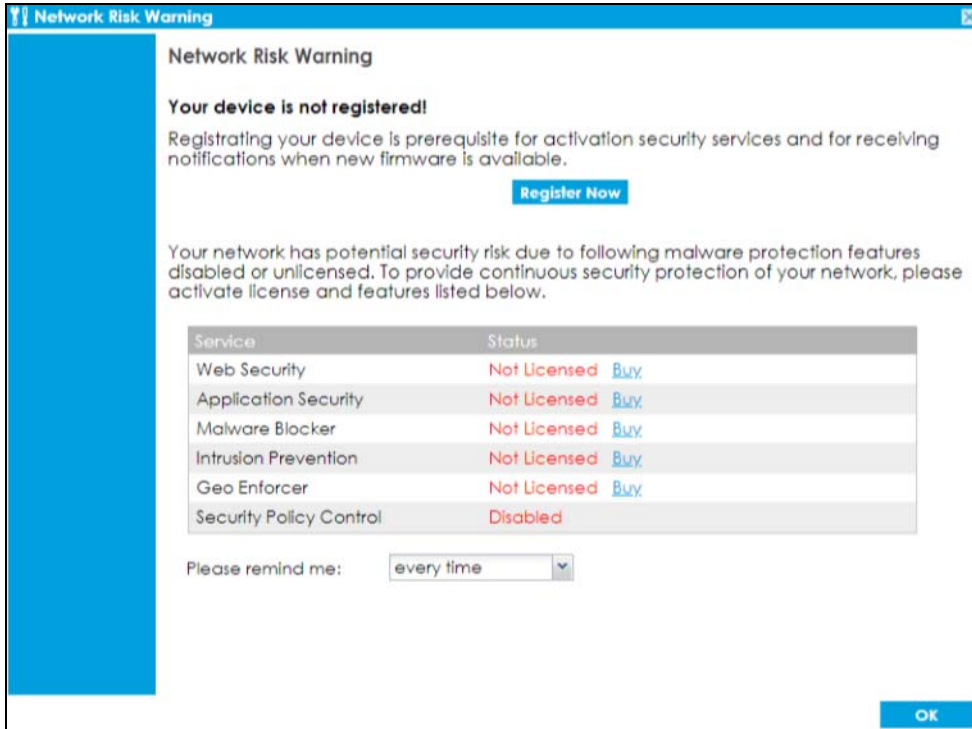 Network Risk Warning
Network Risk Warning
Your device is not registered!
Registrating your device is prerequisite for activation security services and for receiving
notifications when new firmware is available.
Register Now
Your network has potential security risk due to following malware protection features
disabled or unlicensed. To provide continuous security protection of your network, please
activate license and features listed below.
Service Status
Web Security Not Licensed Buy
Application Security Not Licensed Buy
Malware Blocker Not Licensed Buy
Intrusion Prevention Not Licensed Buy
Geo Enforcer Not Licensed Buy
Security Policy Control Disabled
Please remind me: every time
OK